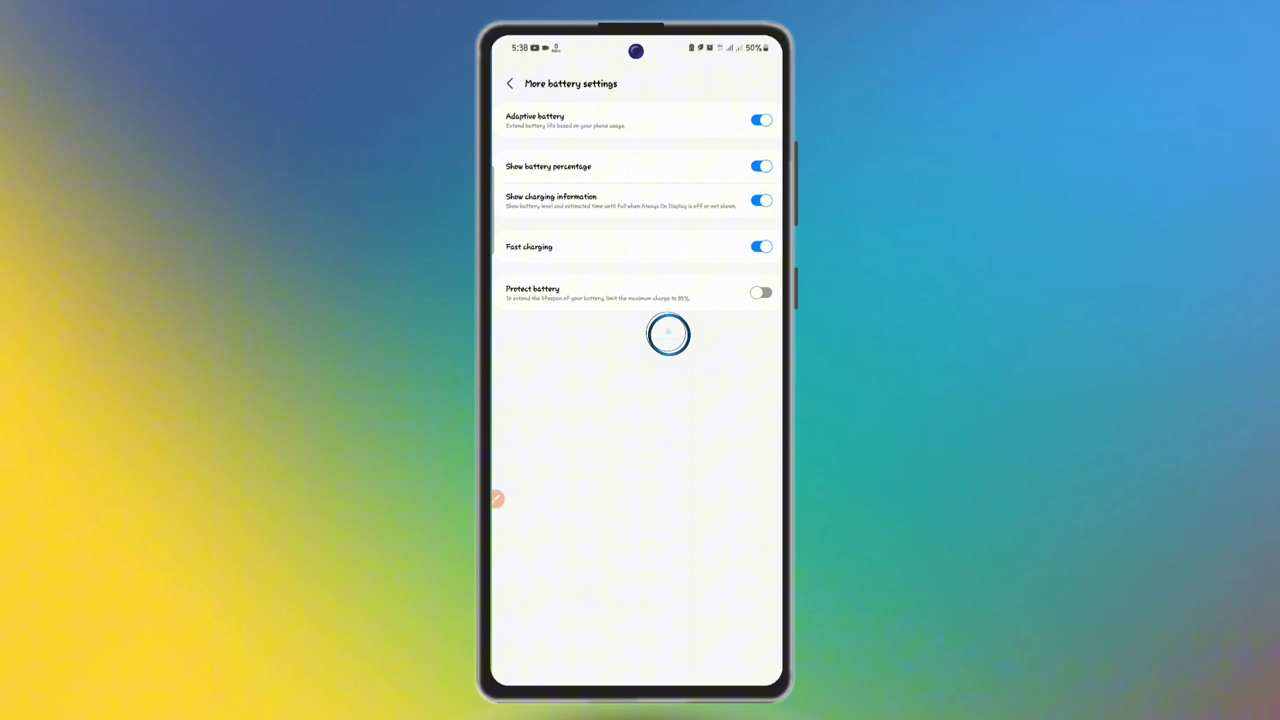 5:38
0
50%
More battery settings
Adaptive battery
Extend battery life based on your phone usage.
Show battery percentage
Show charging information
Show battery level and estimated time until full when Always On Display is off or not shown.
Fast charging
Protect battery
To extend the lifespan of your battery, limit the maximum charge to 85%.